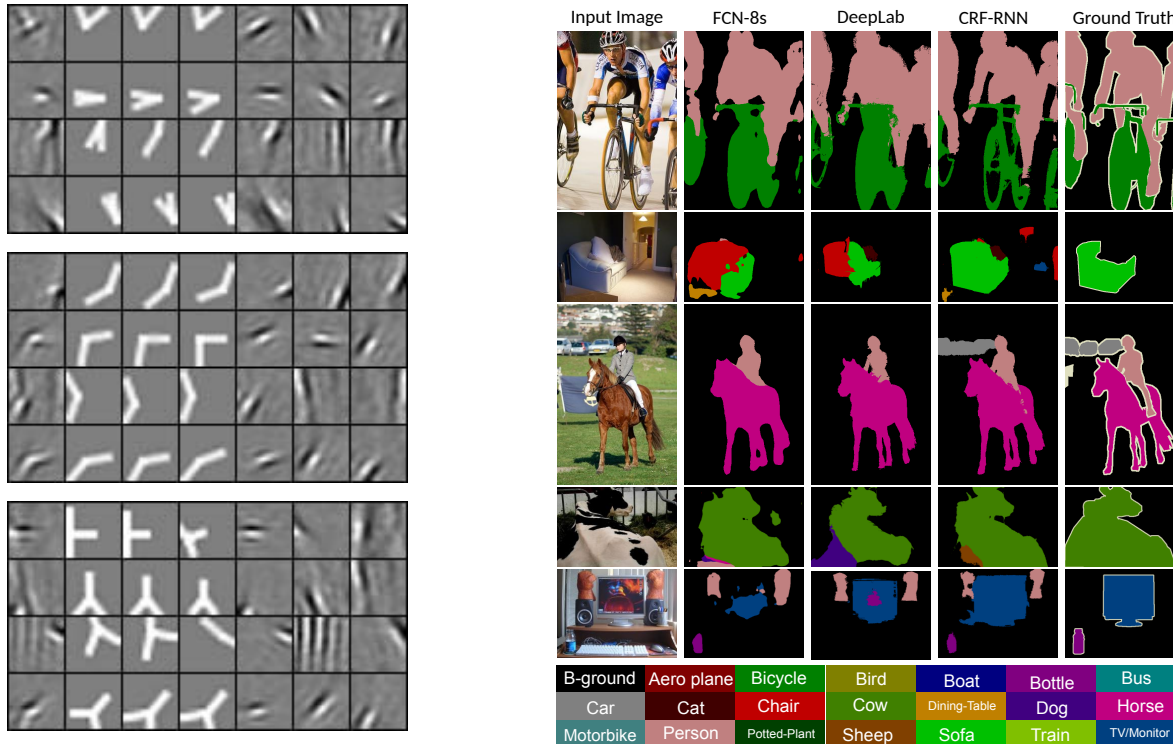 Input Image FCN-8s DeepLab CRF-RNN Ground Truth
B-ground Aero plane Bicycle Bird Boat Bottle Bus
Car Cat Chair Cow Dining-Table Dog Horse
Motorbike Person Potted-Plant Sheep Sofa Train TV/Monitor